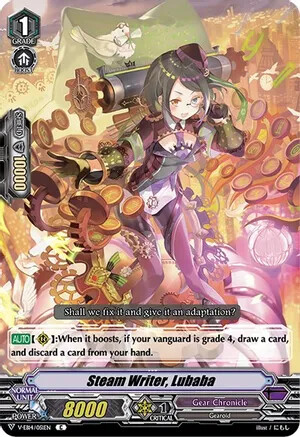 1
GRADE
BOOST
10000
Shall we fix it and give it an adaptation?
AUTO [ ]:When it boosts, if your vanguard is grade 4, draw a card,
and discard a card from your hand.
Steam Writer, Lubaba
NORMAL
UNIT
POWER
8000
1
CRITICAL
Gear Chronicle
Gearoid
V-EB14/051EN C
Illust / にもし